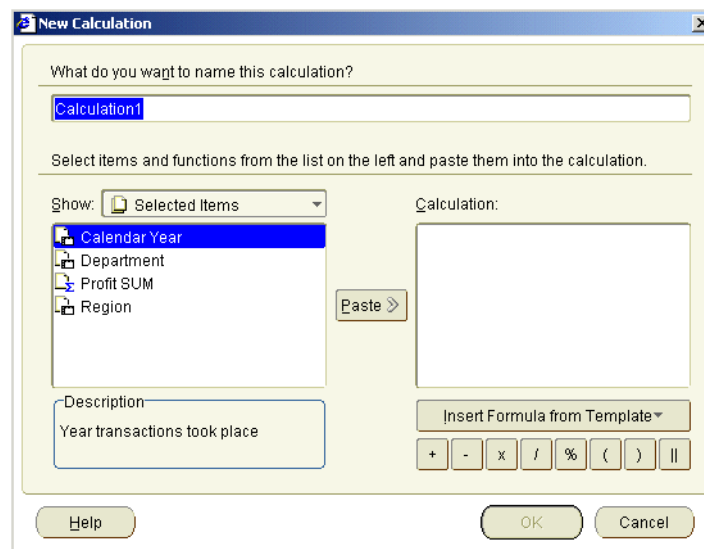 New Calculation
What do you want to name this calculation?
Calculation1
Select items and functions from the list on the left and paste them into the calculation.
Show: Selected Items
Calculation:
Calendar Year
Department
Profit SUM
Region
Paste
Description
Year transactions took place
Insert Formula from Template
+ - x / % ( ) ||
Help
OK
Cancel